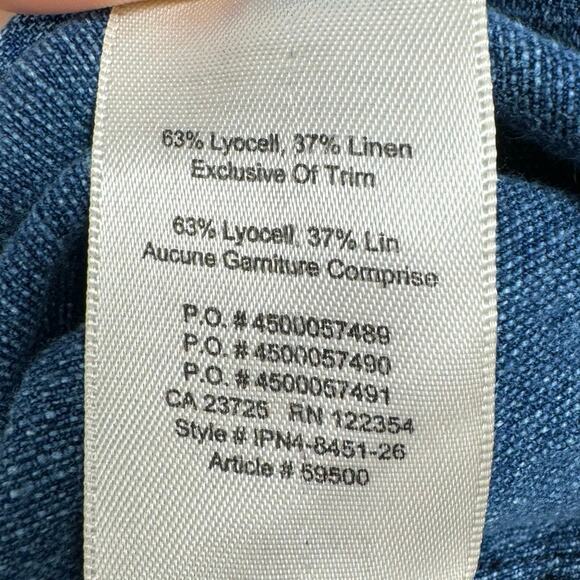 63% Lyocell, 37% Linen
Exclusive Of Trim
63% Lyocell, 37% Lin
Aucune Garniture Comprise
P.O. # 4500057489
P.O. # 4500057490
P.O. # 4500057491
CA 23725 RN 122354
Style # IPN4-8451-26
Article # 59500